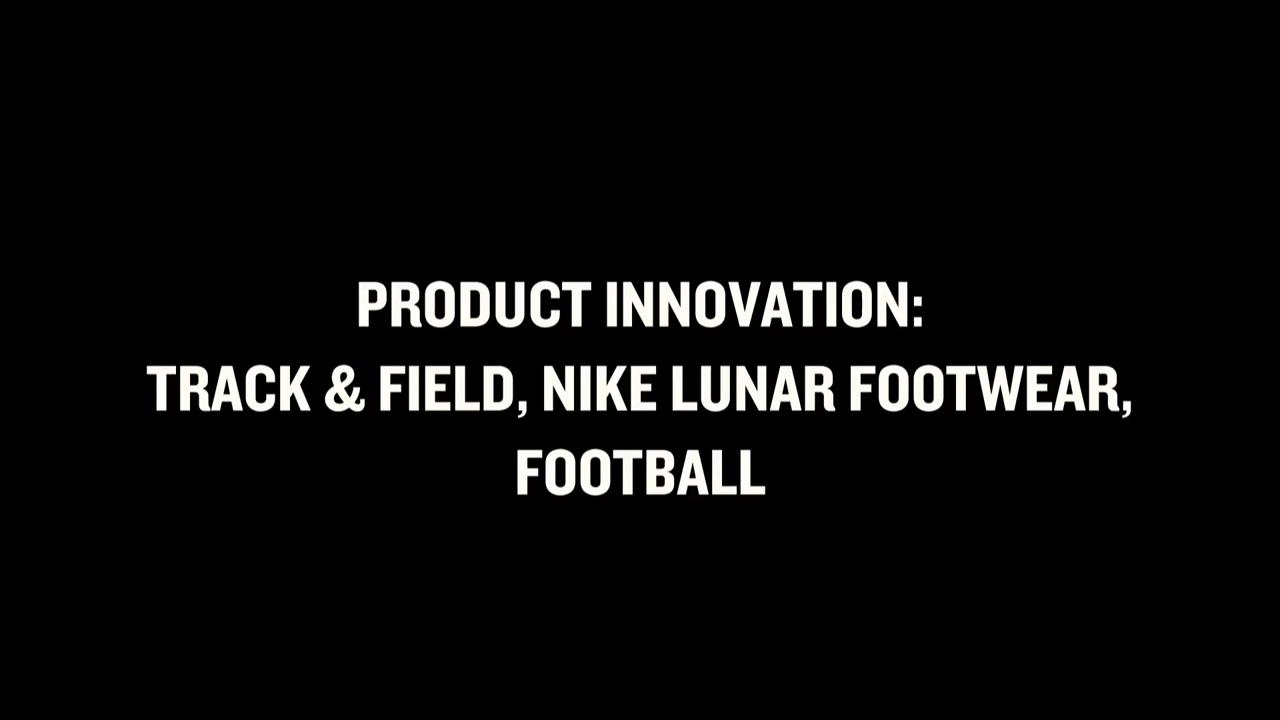 PRODUCT INNOVATION:
TRACK & FIELD, NIKE LUNAR FOOTWEAR,
FOOTBALL